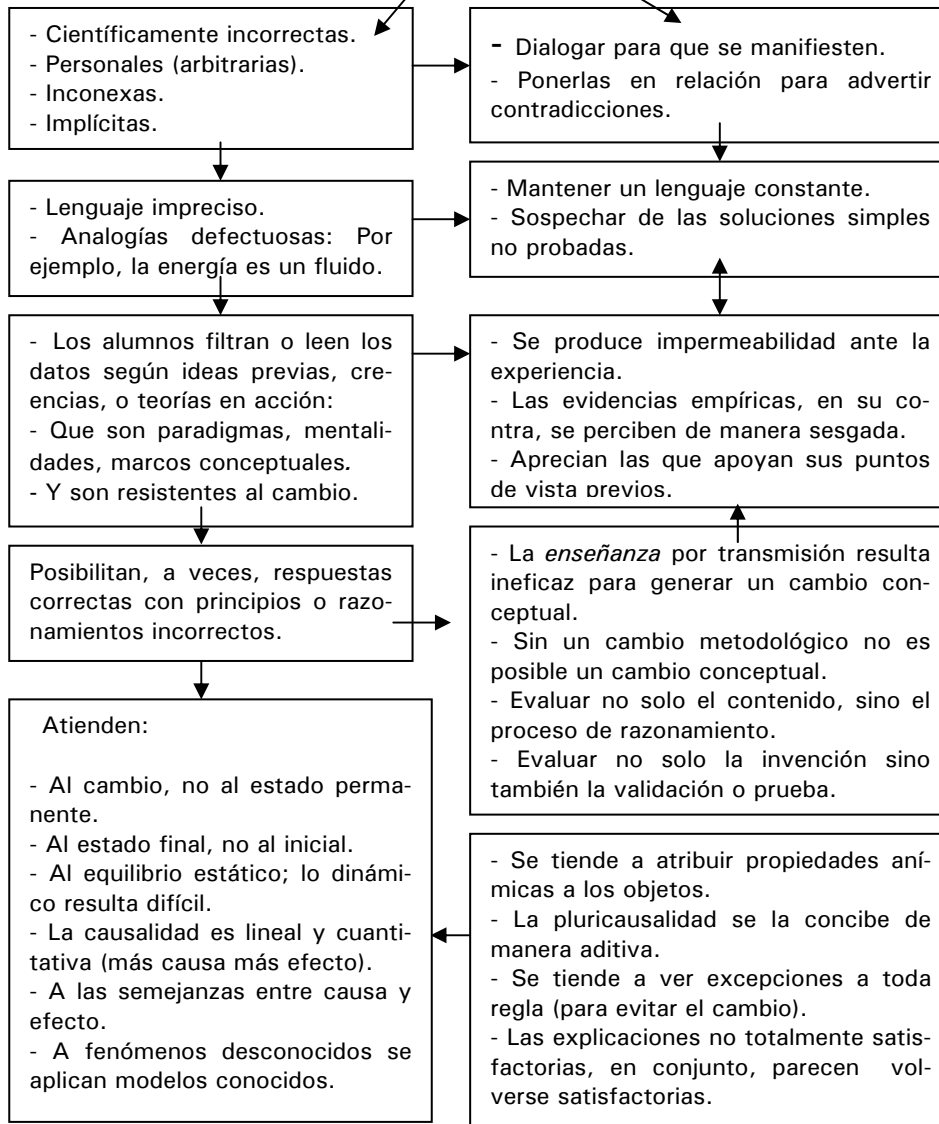 - Científicamente incorrectas.
- Personales (arbitrarias).
- Inconexas.
- Implícitas.
- Dialogar para que se manifiesten.
- Ponerlas en relación para advertir
contradicciones.
- Lenguaje impreciso.
- Analogías defectuosas: Por
ejemplo, la energía es un fluido.
- Mantener un lenguaje constante.
- Sospechar de las soluciones simples
no probadas.
- Los alumnos filtran o leen los
datos según ideas previas, cre-
encias, o teorías en acción:
- Que son paradigmas, mentali-
dades, marcos conceptuales.
- Y son resistentes al cambio.
- Se produce impermeabilidad ante la
experiencia.
- Las evidencias empíricas, en su co-
ntra, se perciben de manera sesgada.
- Aprecian las que apoyan sus puntos
de vista previos.
Posibilitan, a veces, respuestas
correctas con principios o razo-
namientos incorrectos.
- La enseñanza por transmisión resulta
ineficaz para generar un cambio con-
ceptual.
- Sin un cambio metodológico no es
posible un cambio conceptual.
- Evaluar no solo el contenido, sino el
proceso de razonamiento.
- Evaluar no solo la invención sino
también la validación o prueba.
Atienden:
- Al cambio, no al estado perma-
nente.
- Al estado final, no al inicial.
- Al equilibrio estático; lo dinámi-
co resulta difícil.
- La causalidad es lineal y cuanti-
tativa (más causa más efecto).
- A las semejanzas entre causa y
efecto.
- A fenómenos desconocidos se
aplican modelos conocidos.
- Se tiende a atribuir propiedades aní-
micas a los objetos.
- La pluricausalidad se la concibe de
manera aditiva.
- Se tiende a ver excepciones a toda
regla (para evitar el cambio).
- Las explicaciones no totalmente satis-
factorias, en conjunto, parecen vol-
verse satisfactorias.